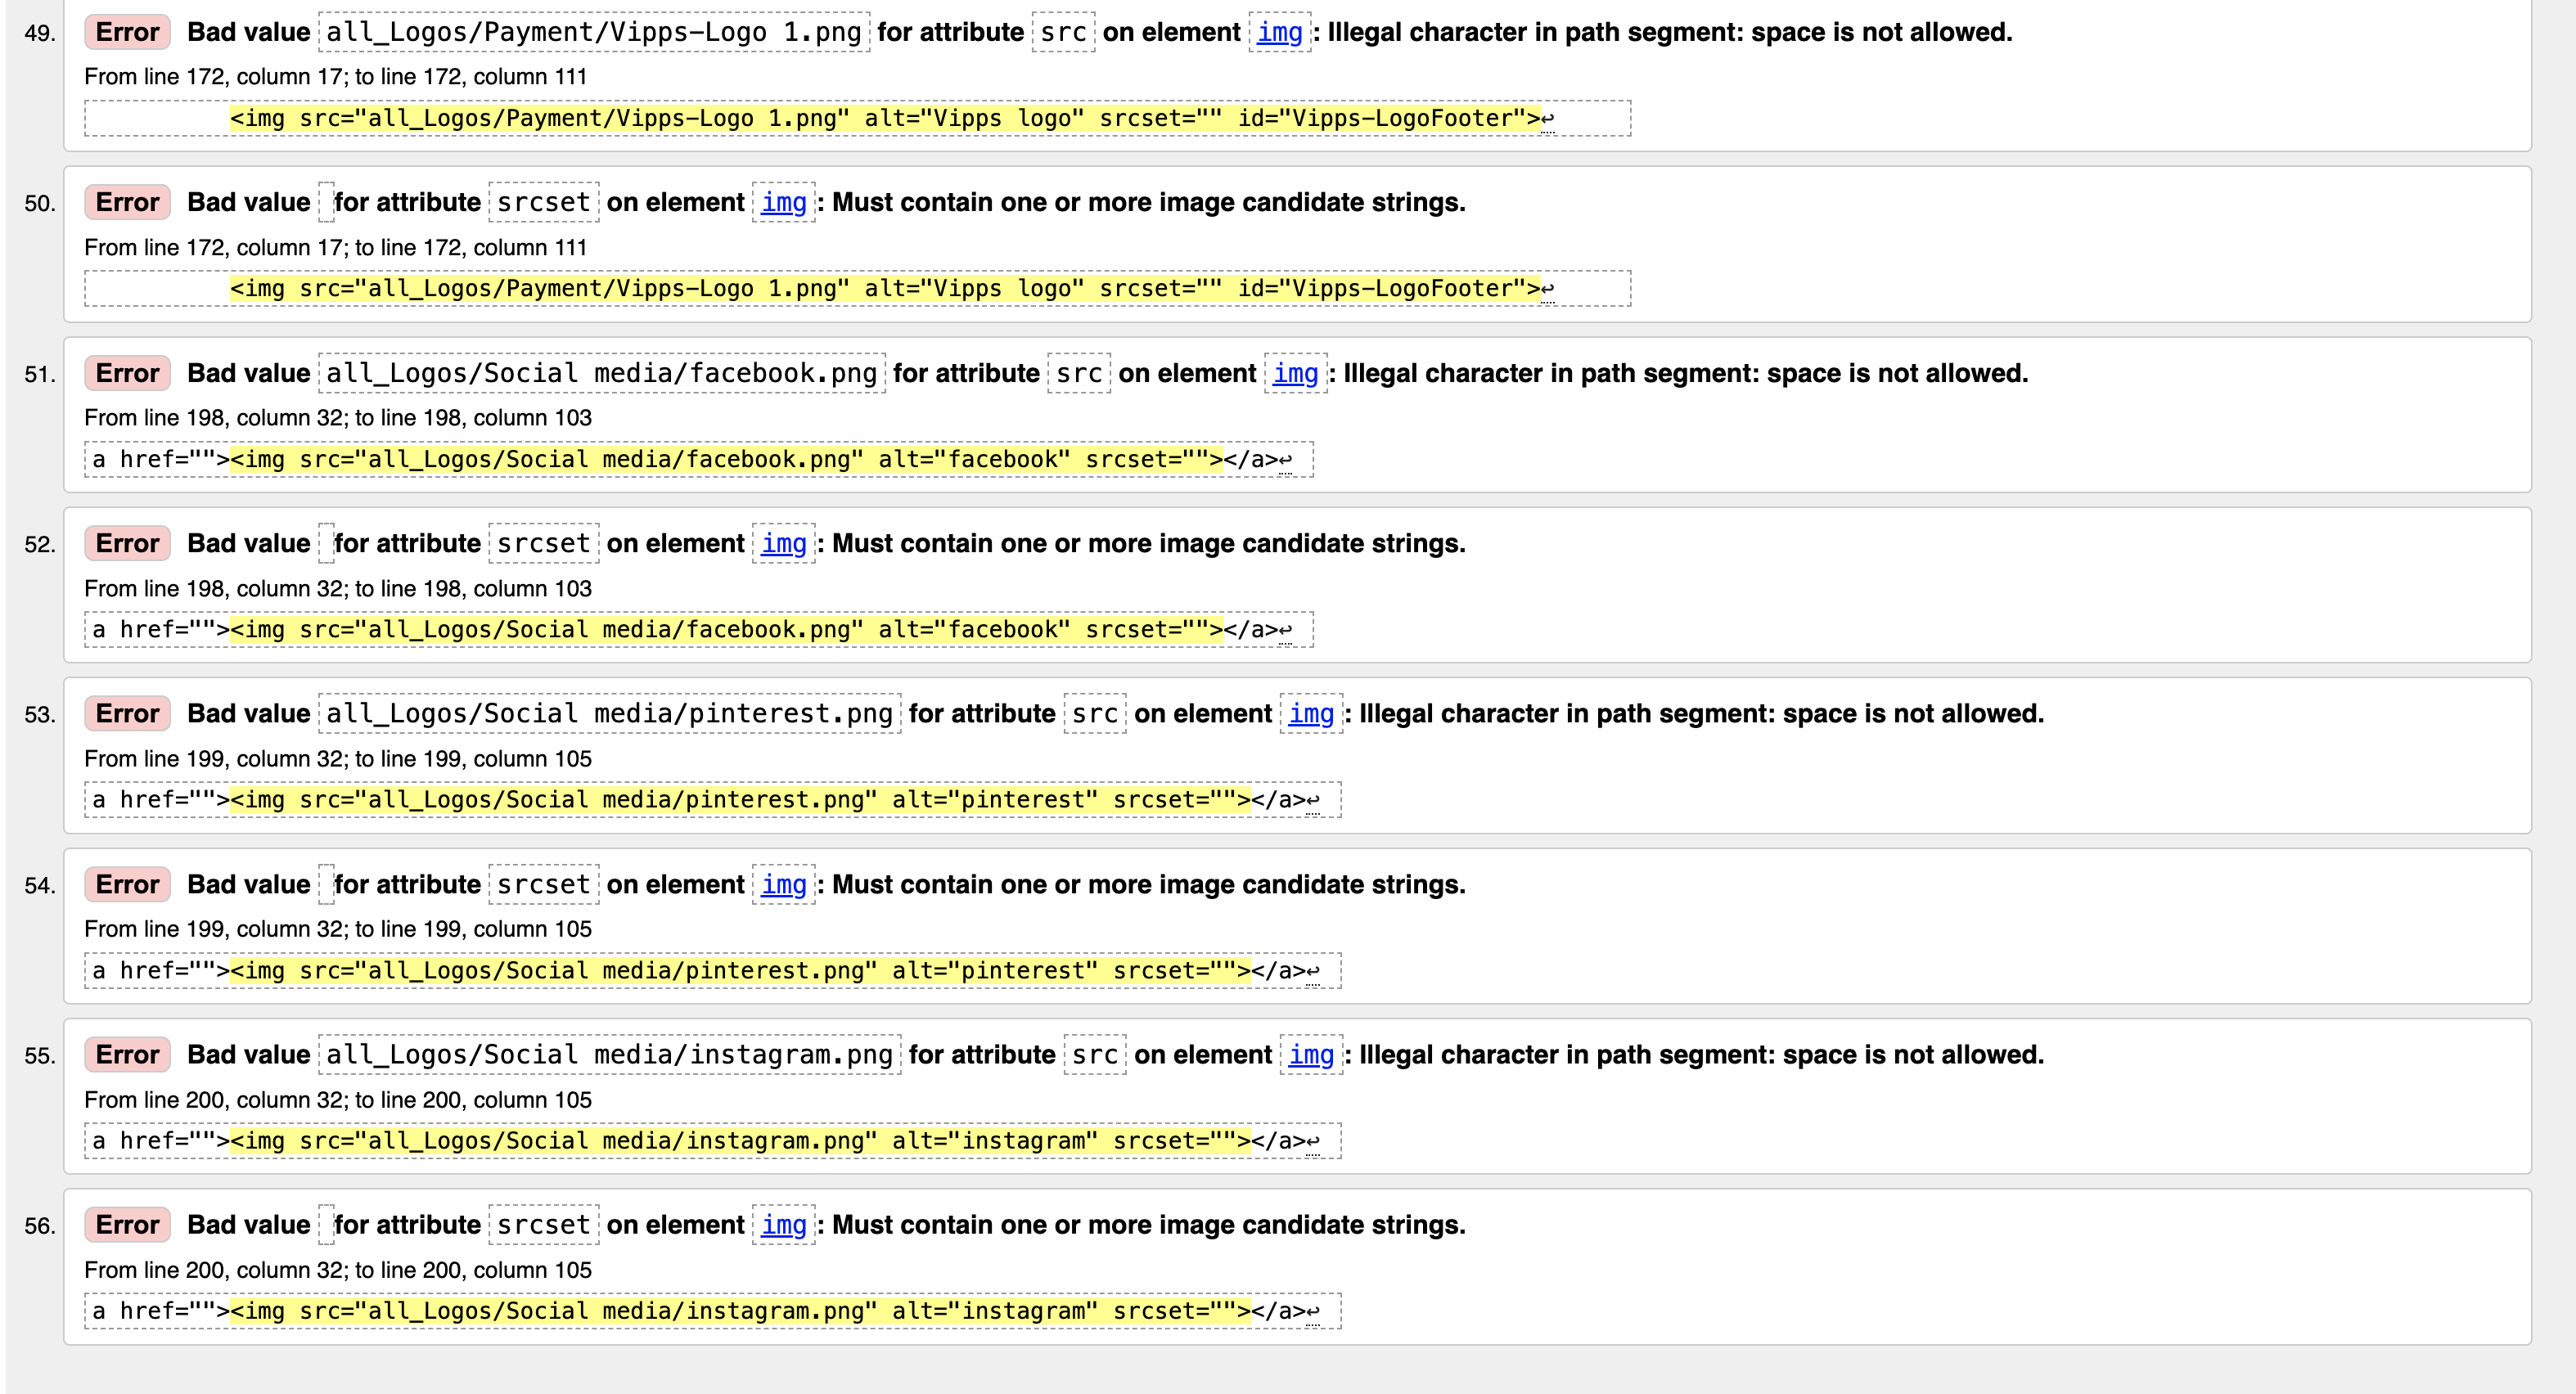 49. Error Bad value all_Logos/Payment/Vipps-Logo 1.png for attribute src on element img: Illegal character in path segment: space is not allowed.
From line 172, column 17; to line 172, column 111
<img src="all_Logos/Payment/Vipps-Logo 1.png" alt="Vipps logo" srcset="" id="Vipps-LogoFooter">↩
50. Error Bad value for attribute srcset on element img: Must contain one or more image candidate strings.
From line 172, column 17; to line 172, column 111
<img src="all_Logos/Payment/Vipps-Logo 1.png" alt="Vipps logo" srcset="" id="Vipps-LogoFooter">↩
51. Error Bad value all_Logos/Social media/facebook.png for attribute src on element img: Illegal character in path segment: space is not allowed.
From line 198, column 32; to line 198, column 103
a href=""><img src="all_Logos/Social media/facebook.png" alt="facebook" srcset=""></a>↩
52. Error Bad value for attribute srcset on element img: Must contain one or more image candidate strings.
From line 198, column 32; to line 198, column 103
a href=""><img src="all_Logos/Social media/facebook.png" alt="facebook" srcset=""></a>↩
53. Error Bad value all_Logos/Social media/pinterest.png for attribute src on element img: Illegal character in path segment: space is not allowed.
From line 199, column 32; to line 199, column 105
a href=""><img src="all_Logos/Social media/pinterest.png" alt="pinterest" srcset=""></a>↩
54. Error Bad value for attribute srcset on element img: Must contain one or more image candidate strings.
From line 199, column 32; to line 199, column 105
a href=""><img src="all_Logos/Social media/pinterest.png" alt="pinterest" srcset=""></a>↩
55. Error Bad value all_Logos/Social media/instagram.png for attribute src on element img: Illegal character in path segment: space is not allowed.
From line 200, column 32; to line 200, column 105
a href=""><img src="all_Logos/Social media/instagram.png" alt="instagram" srcset=""></a>↩
56. Error Bad value for attribute srcset on element img: Must contain one or more image candidate strings.
From line 200, column 32; to line 200, column 105
a href=""><img src="all_Logos/Social media/instagram.png" alt="instagram" srcset=""></a>↩